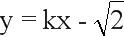 y = kx - √2